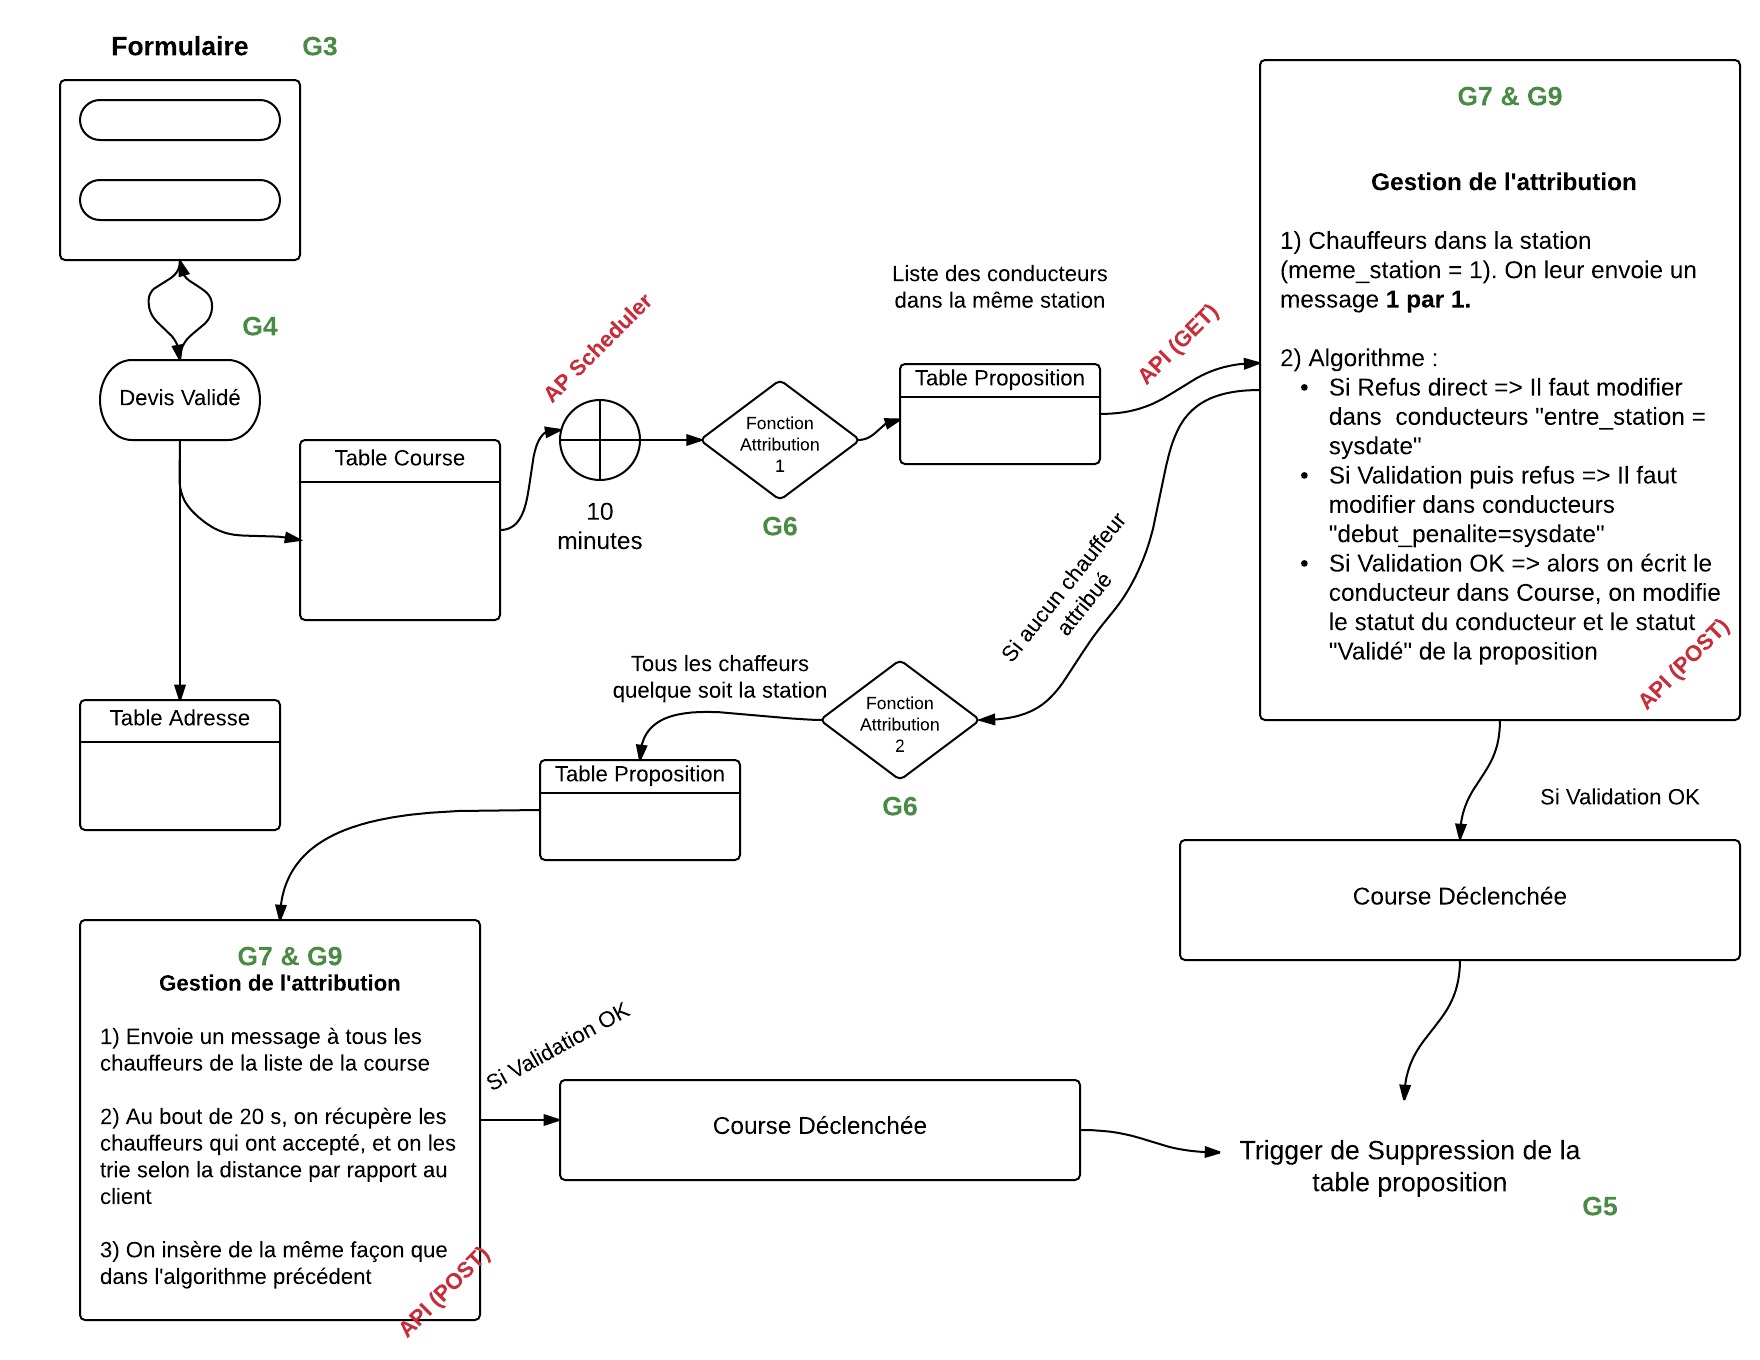 Formulaire G3
G4
Devis Validé
Table Course
Table Adresse
AP Scheduler
10
minutes
Fonction
Attribution
1
G6
Liste des conducteurs
dans la même station
Table Proposition
API (GET)
G7 & G9
Gestion de l'attribution
1) Chauffeurs dans la station
(meme_station = 1). On leur envoie un
message 1 par 1.
2) Algorithme :
• Si Refus direct => Il faut modifier
dans conducteurs "entre_station =
sysdate"
• Si Validation puis refus => Il faut
modifier dans conducteurs
"debut_penalite=sysdate"
• Si Validation OK => alors on écrit le
conducteur dans Course, on modifie
le statut du conducteur et le statut
"Validé" de la proposition
API (POST)
Si aucun chauffeur
attribué
Fonction
Attribution
2
G6
Tous les chaffeurs
quelque soit la station
Table Proposition
Si Validation OK
Course Déclenchée
G7 & G9
Gestion de l'attribution
1) Envoie un message à tous les
chauffeurs de la liste de la course
2) Au bout de 20 s, on récupère les
chauffeurs qui ont accepté, et on les
trie selon la distance par rapport au
client
3) On insère de la même façon que
dans l'algorithme précédent
API (POST)
Si Validation OK
Course Déclenchée
Trigger de Suppression de la
table proposition
G5